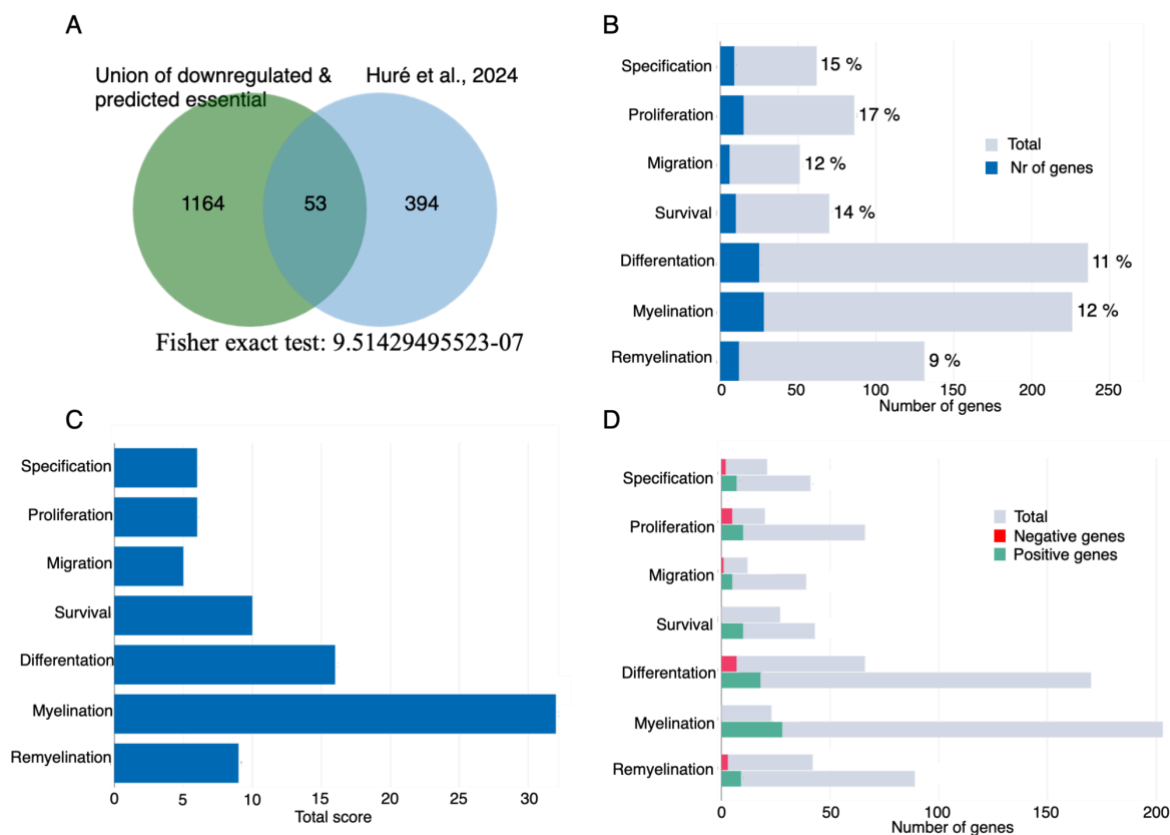 A
Union of downregulated &
predicted essential
Huré et al., 2024
1164
53
394
Fisher exact test: 9.51429495523-07
B
Specification
15 %
Proliferation
17 %
Migration
12 %
Survival
14 %
Differentation
11 %
Myelination
12 %
Remyelination
9 %
Total
Nr of genes
0
50
100
150
200
250
Number of genes
C
Specification
Proliferation
Migration
Survival
Differentation
Myelination
Remyelination
0
5
10
15
20
25
30
Total score
D
Specification
Proliferation
Migration
Survival
Differentation
Myelination
Remyelination
Total
Negative genes
Positive genes
0
50
100
150
200
Number of genes